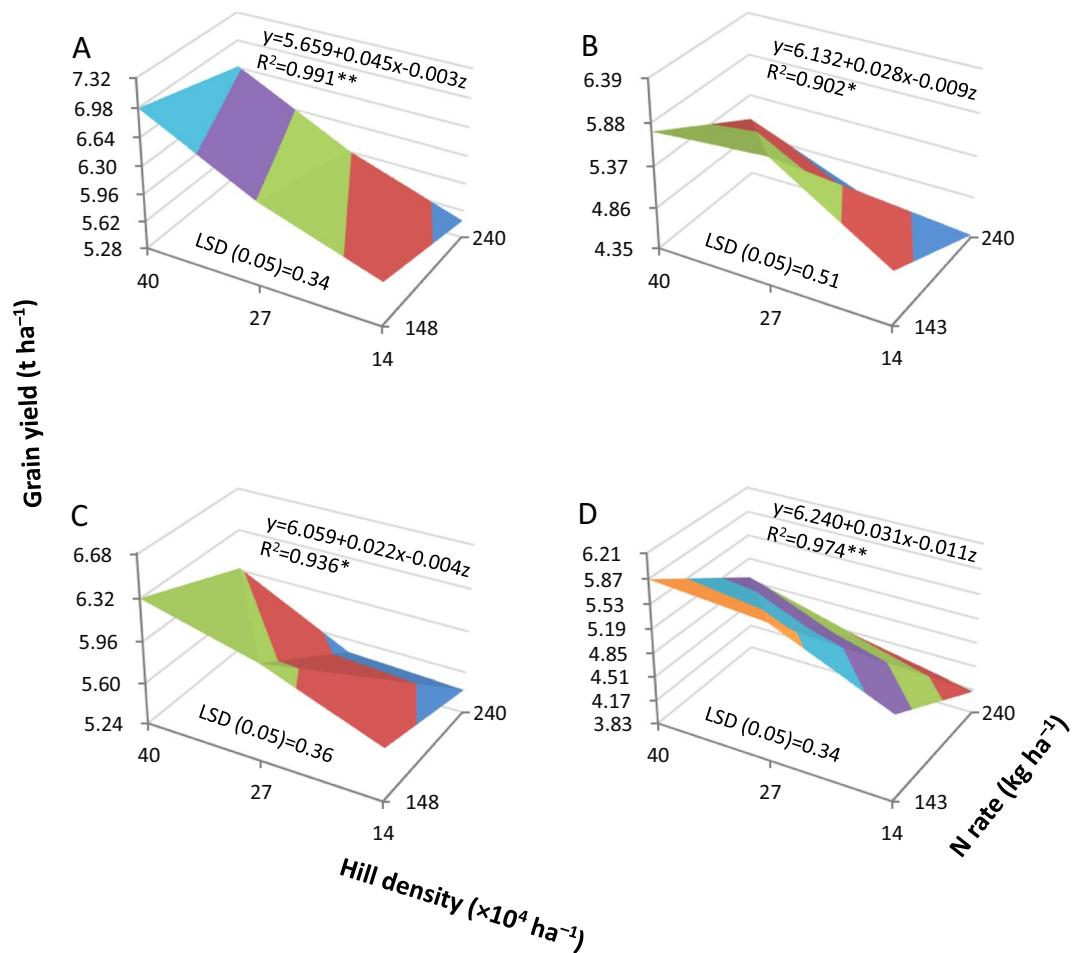 A
y=5.659+0.045x-0.003z
R²=0.991**
7.32
6.98
6.64
6.30
5.96
5.62
5.28
LSD (0.05)=0.34
40
27
14
148
240
B
y=6.132+0.028x-0.009z
R²=0.902*
6.39
5.88
5.37
4.86
4.35
LSD (0.05)=0.51
40
27
14
143
240
Grain yield (t ha⁻¹)
C
y=6.059+0.022x-0.004z
R²=0.936*
6.68
6.32
5.96
5.60
5.24
LSD (0.05)=0.36
40
27
14
148
240
D
y=6.240+0.031x-0.011z
R²=0.974**
6.21
5.87
5.53
5.19
4.85
4.51
4.17
3.83
LSD (0.05)=0.34
40
27
14
143
240
N rate (kg ha⁻¹)
Hill density (×10⁴ ha⁻¹)